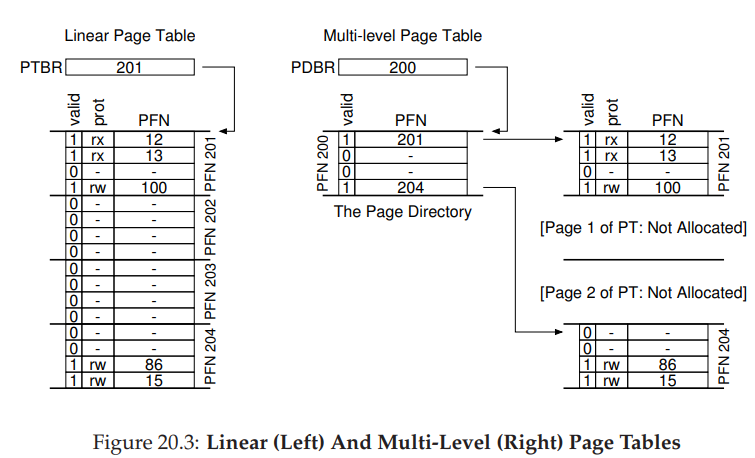 Linear Page Table
PTBR 201
valid prot PFN
1 rx 12
1 rx 13
0 - -
1 rw 100
PFN 201
0 - -
0 - -
0 - -
0 - -
PFN 202
0 - -
0 - -
0 - -
0 - -
PFN 203
0 - -
0 - -
1 rw 86
1 rw 15
PFN 204
Multi-level Page Table
PDBR 200
valid PFN
1 201
0 -
0 -
1 204
PFN 200
The Page Directory
valid prot PFN
1 rx 12
1 rx 13
0 - -
1 rw 100
PFN 201
[Page 1 of PT: Not Allocated]
[Page 2 of PT: Not Allocated]
0 - -
0 - -
1 rw 86
1 rw 15
PFN 204
Figure 20.3: Linear (Left) And Multi-Level (Right) Page Tables